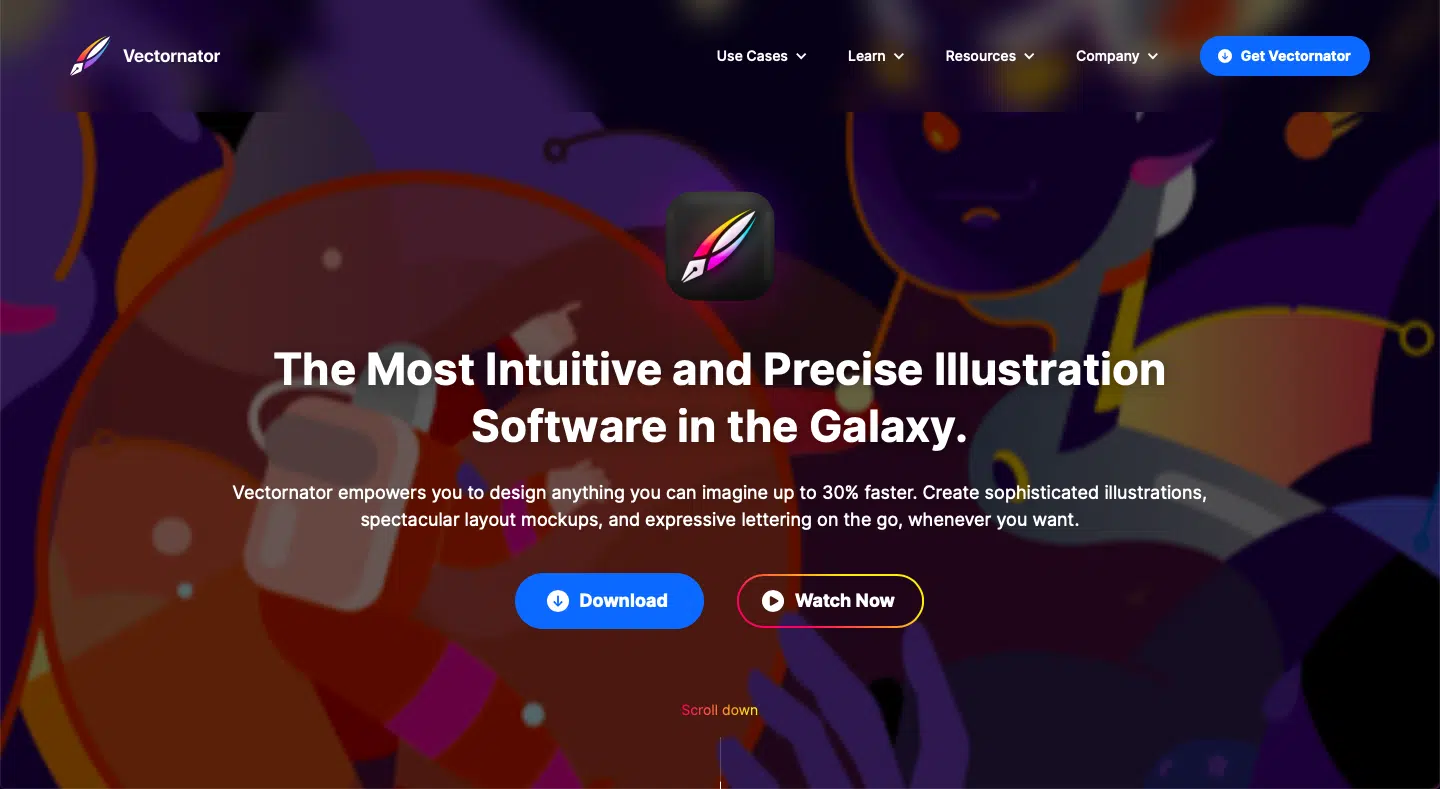 Vectornator
Use Cases
Learn
Resources
Company
Get Vectornator
The Most Intuitive and Precise Illustration
Software in the Galaxy.
Vectornator empowers you to design anything you can imagine up to 30% faster. Create sophisticated illustrations,
spectacular layout mockups, and expressive lettering on the go, whenever you want.
Download
Watch Now
Scroll down